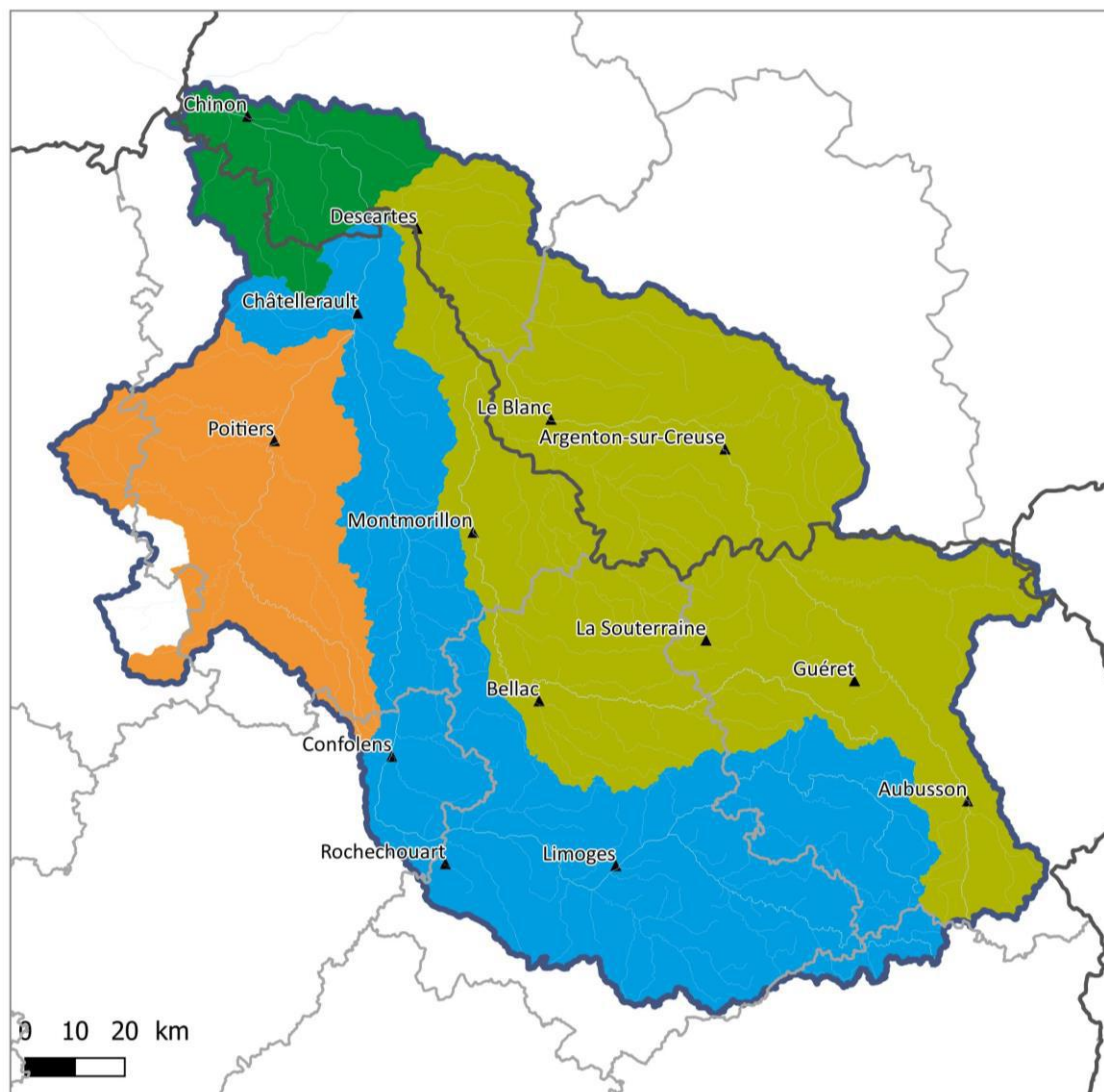 Chinon
Descartes
Châtellerault
Le Blanc
Poitiers
Argenton-sur-Creuse
Montmorillon
La Souterraine
Guéret
Bellac
Confolens
Aubusson
Rochechouart
Limoges
0 10 20 km